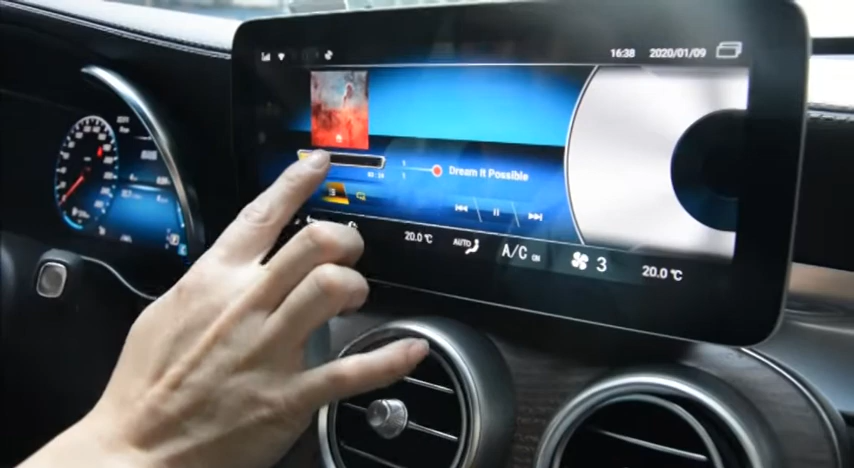 16:38 2020/01/09
Dream It Possible
20.0 ℃ AUTO A/C ON 3 20.0 ℃